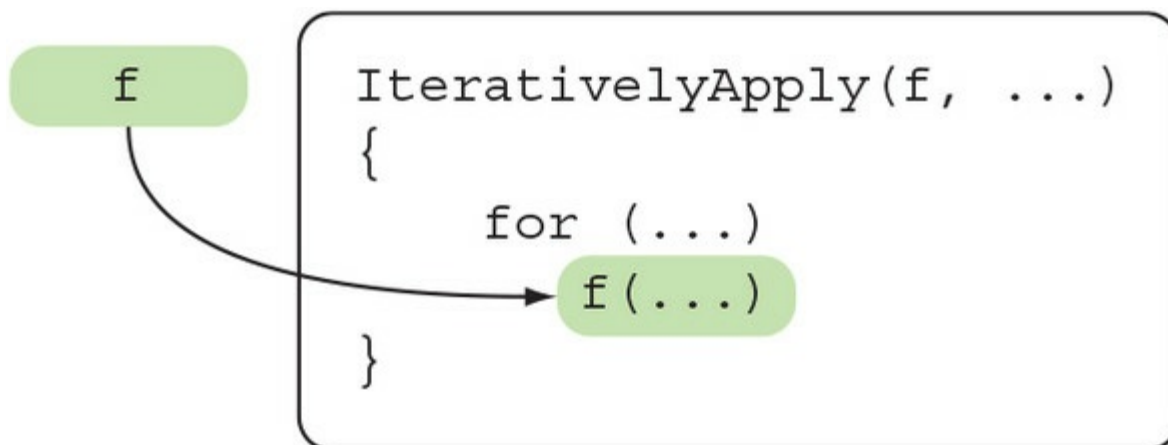 f
IterativelyApply(f, ...)
{
for (...)
f(...)
}